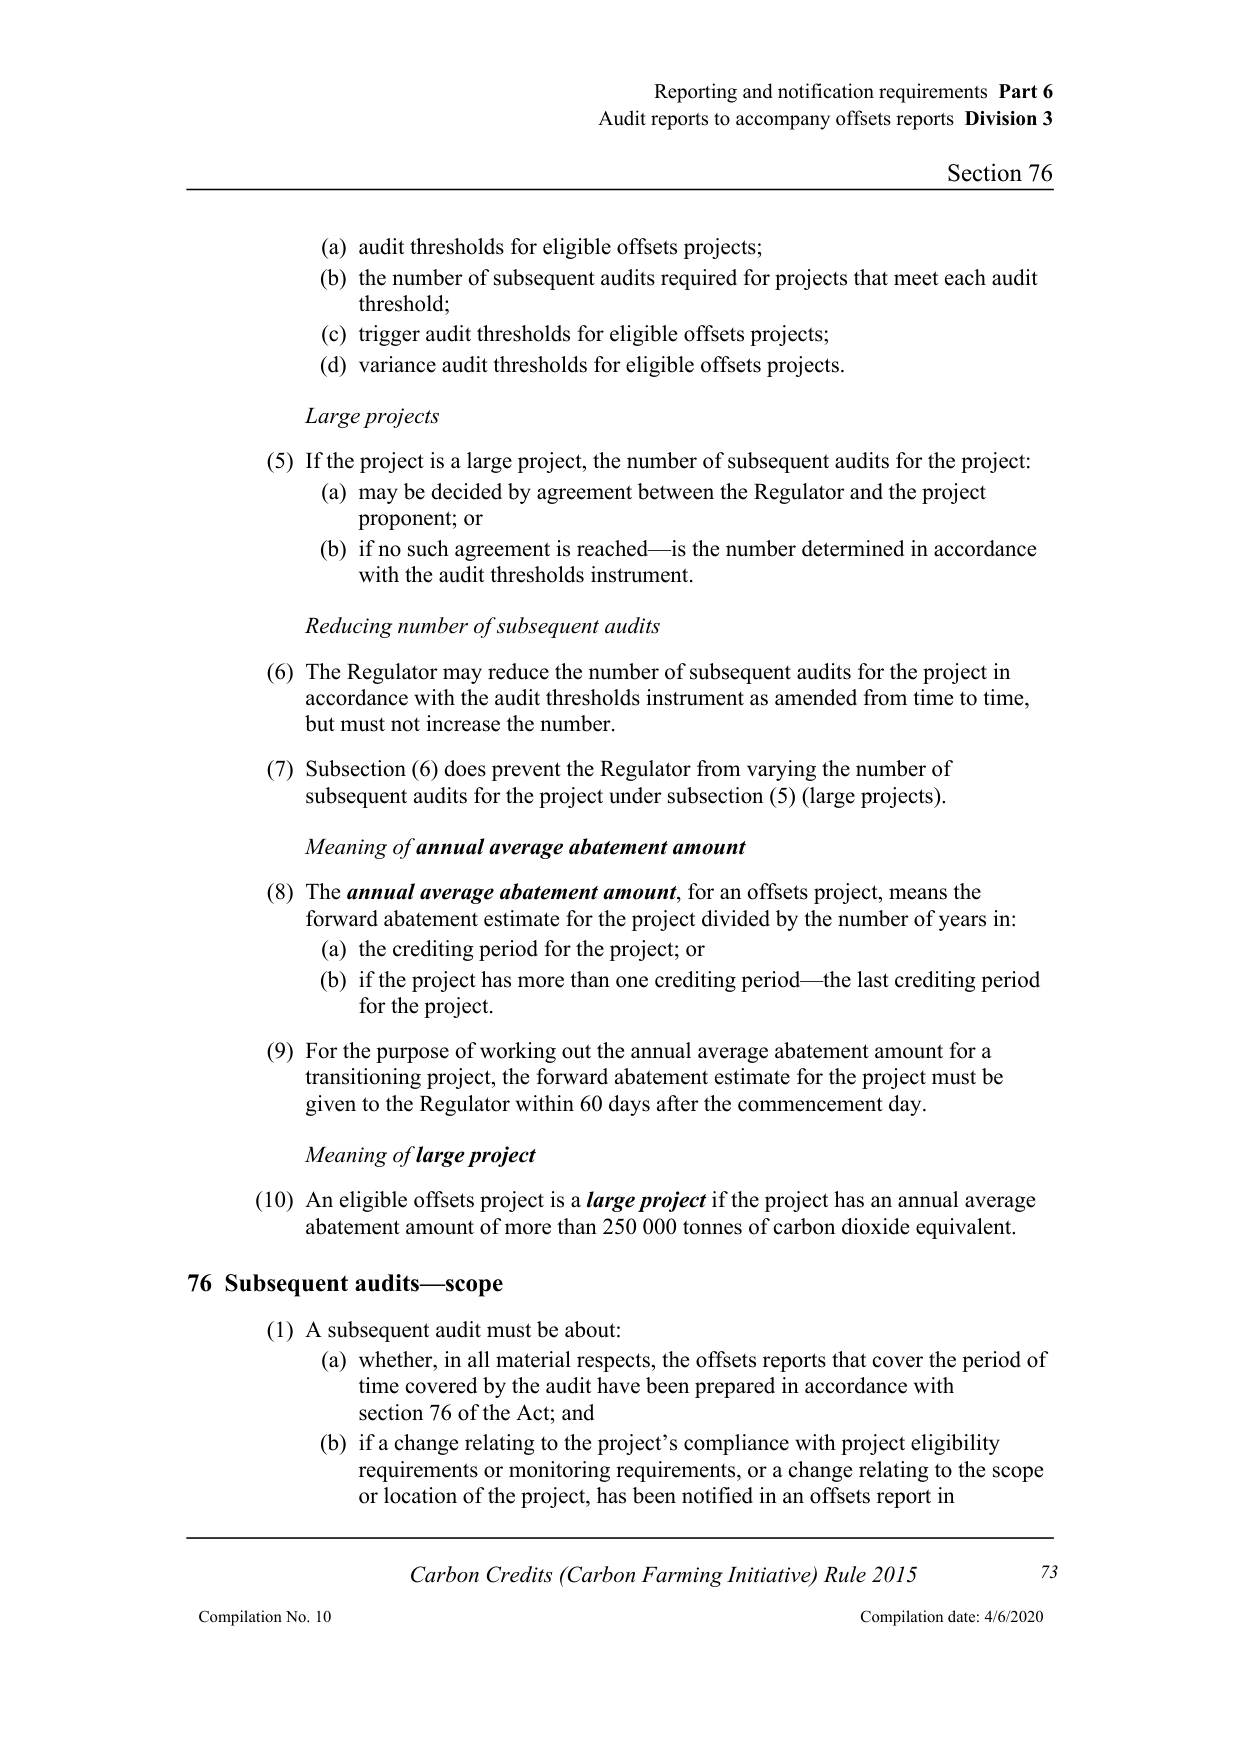 Reporting and notification requirements Part 6
Audit reports to accompany offsets reports Division 3
Section 76
(a) audit thresholds for eligible offsets projects;
(b) the number of subsequent audits required for projects that meet each audit
threshold;
(c) trigger audit thresholds for eligible offsets projects;
(d) variance audit thresholds for eligible offsets projects.
Large projects
(5) If the project is a large project, the number of subsequent audits for the project:
(a) may be decided by agreement between the Regulator and the project
proponent; or
(b) if no such agreement is reached—is the number determined in accordance
with the audit thresholds instrument.
Reducing number of subsequent audits
(6) The Regulator may reduce the number of subsequent audits for the project in
accordance with the audit thresholds instrument as amended from time to time,
but must not increase the number.
(7) Subsection (6) does prevent the Regulator from varying the number of
subsequent audits for the project under subsection (5) (large projects).
Meaning of annual average abatement amount
(8) The annual average abatement amount, for an offsets project, means the
forward abatement estimate for the project divided by the number of years in:
(a) the crediting period for the project; or
(b) if the project has more than one crediting period—the last crediting period
for the project.
(9) For the purpose of working out the annual average abatement amount for a
transitioning project, the forward abatement estimate for the project must be
given to the Regulator within 60 days after the commencement day.
Meaning of large project
(10) An eligible offsets project is a large project if the project has an annual average
abatement amount of more than 250 000 tonnes of carbon dioxide equivalent.
76 Subsequent audits—scope
(1) A subsequent audit must be about:
(a) whether, in all material respects, the offsets reports that cover the period of
time covered by the audit have been prepared in accordance with
section 76 of the Act; and
(b) if a change relating to the project’s compliance with project eligibility
requirements or monitoring requirements, or a change relating to the scope
or location of the project, has been notified in an offsets report in
Carbon Credits (Carbon Farming Initiative) Rule 2015 73
Compilation No. 10 Compilation date: 4/6/2020